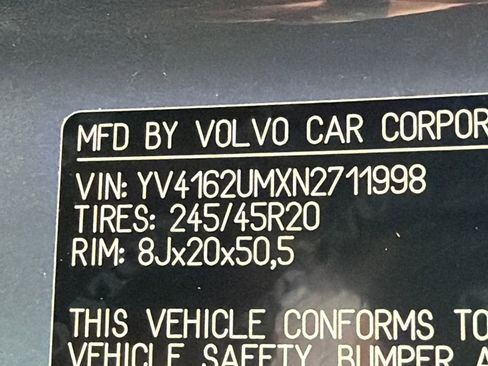 MFD BY VOLVO CAR CORPOR
VIN: YV4162UMXN2711998
TIRES: 245/45R20
RIM: 8Jx20x50,5
THIS VEHICLE CONFORMS TO
VEHICLE SAFETY, BUMPER A